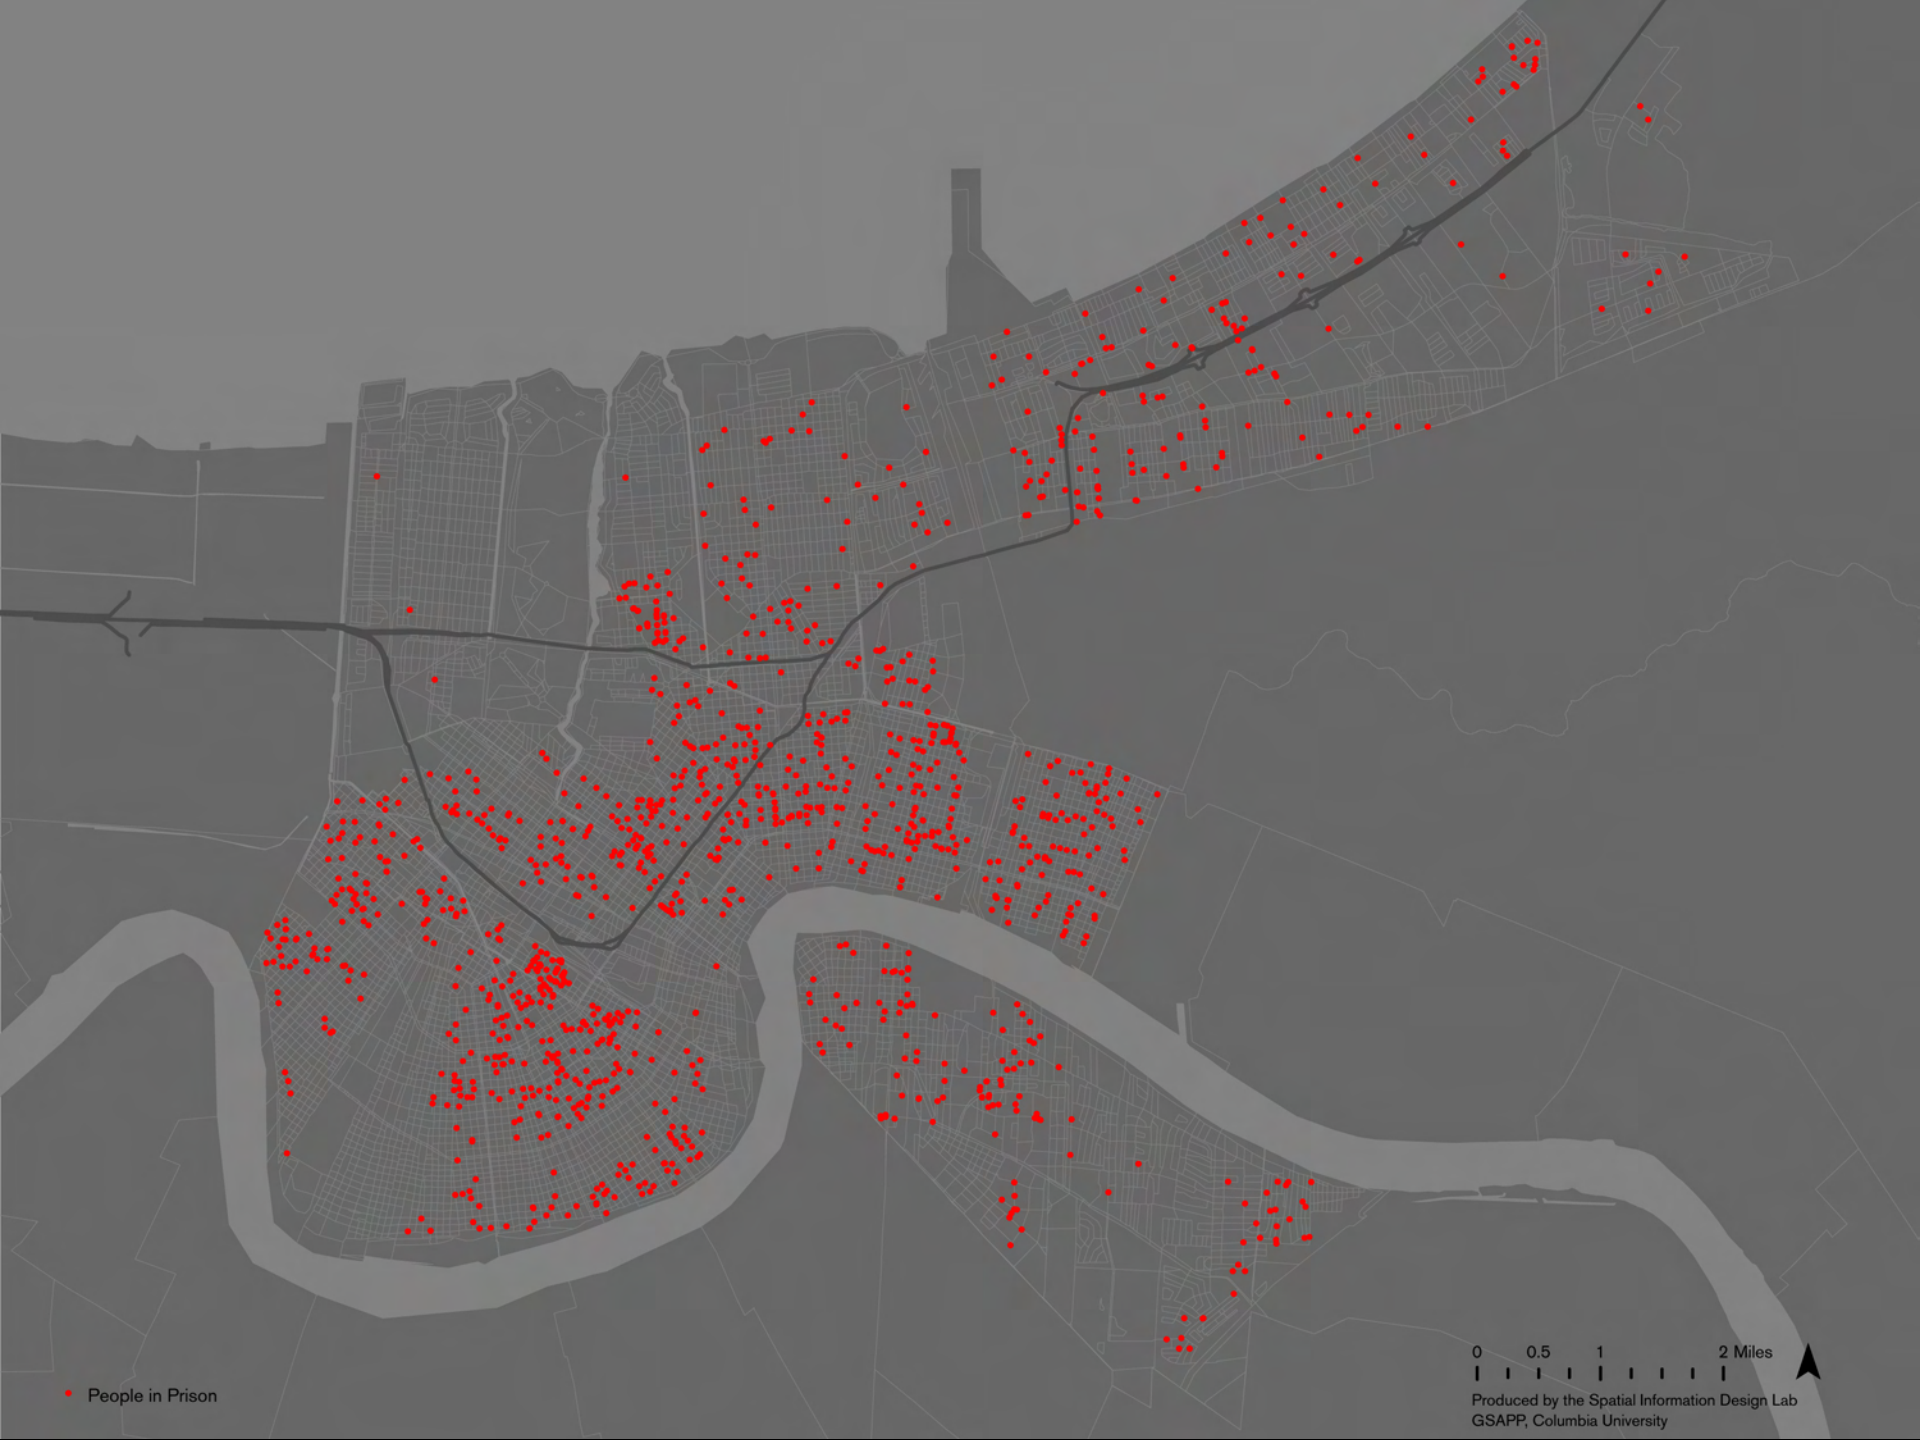 People in Prison
0 0.5 1 2 Miles
Produced by the Spatial Information Design Lab
GSAPP, Columbia University